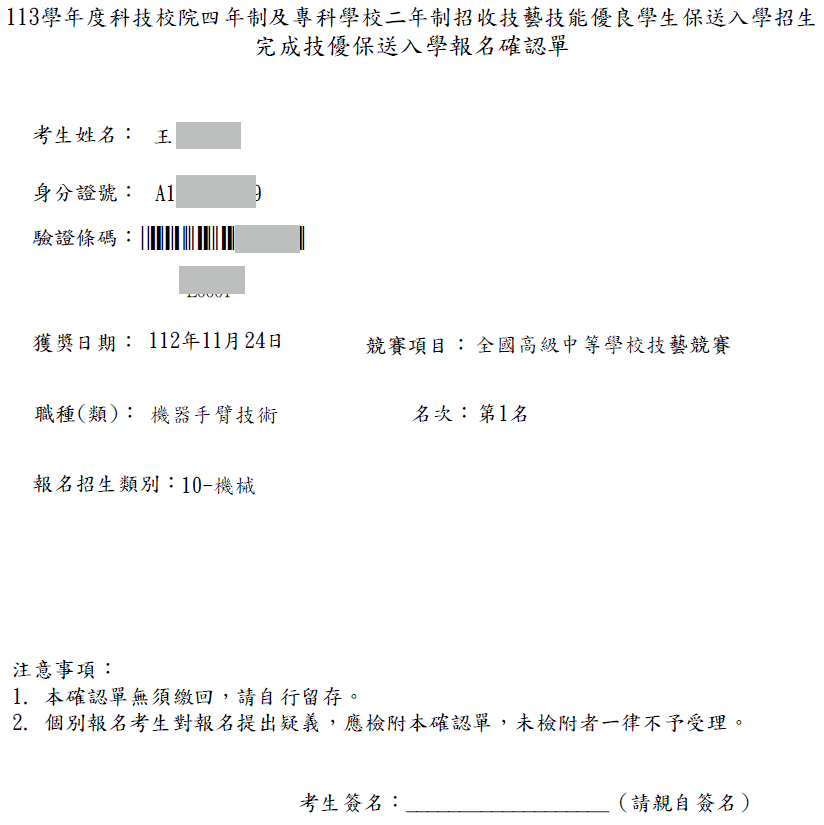 113學年度科技校院四年制及專科學校二年制招收技藝技能優良學生保送入學招生
完成技優保送入學報名確認單
考生姓名： 王
身分證號： A1 9
驗證條碼：
獲獎日期： 112年11月24日 競賽項目： 全國高級中等學校技藝競賽
職種(類)： 機器手臂技術 名次： 第1名
報名招生類別：10-機械
注意事項：
1. 本確認單無須繳回，請自行留存。
2. 個別報名考生對報名提出疑義，應檢附本確認單，未檢附者一律不予受理。
考生簽名：___________________（請親自簽名）